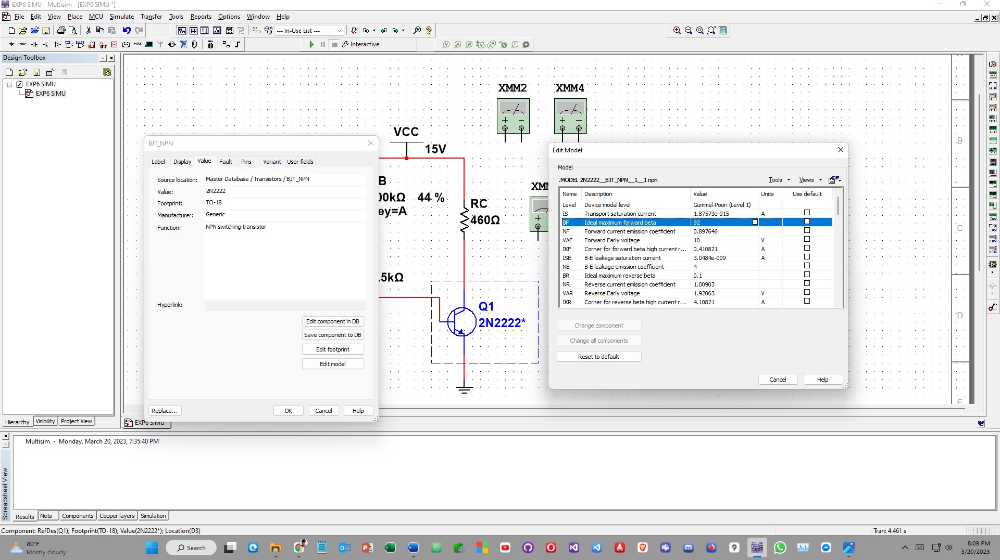 EXP6 SIMU - Multisim - [EXP6 SIMU *]
File Edit View Place MCU Simulate Transfer Tools Reports Options Window Help
--- In-Use List ---
Interactive
Design Toolbox
EXP6 SIMU
EXP6 SIMU
XMM2 XMM4
VCC
15V
B
00kΩ 44 %
ey=A
RC
460Ω
XMM
.5kΩ
Q1
2N2222*
A
B
C
D
E
BJT_NPN
Label Display Value Fault Pins Variant User fields
Source location: Master Database / Transistors / BJT_NPN
Value: 2N2222
Footprint: TO-18
Manufacturer: Generic
Function: NPN switching transistor
Hyperlink:
Edit component in DB
Save component to DB
Edit footprint
Edit model
Replace... OK Cancel Help
Edit Model
Model
.MODEL 2N2222__BJT_NPN__1__1 npn Tools Views
Name Description Value Units Use default
Level Device model level Gummel-Poon (Level 1)
IS Transport saturation current 1.87573e-015 A
BF Ideal maximum forward beta 92
NF Forward current emission coefficient 0.897646
VAF Forward Early voltage 10 V
IKF Corner for forward beta high current r... 0.410821 A
ISE B-E leakage saturation current 3.0484e-009 A
NE B-E leakage emission coefficient 4
BR Ideal maximum reverse beta 0.1
NR Reverse current emission coefficient 1.00903
VAR Reverse Early voltage 1.92063 V
IKR Corner for reverse beta high current r... 4.10821 A
Change component
Change all components
Reset to default
Cancel Help
Hierarchy Visibility Project View
EXP6 SIMU *
Multisim - Monday, March 20, 2023, 7:35:40 PM
Spreadsheet View
Results Nets Components Copper layers Simulation
Component: RefDes(Q1); Footprint(TO-18); Value(2N2222*); Location(D3)
Tran: 4.461 s
80°F
Mostly cloudy
Search
8:09 PM
3/20/2023